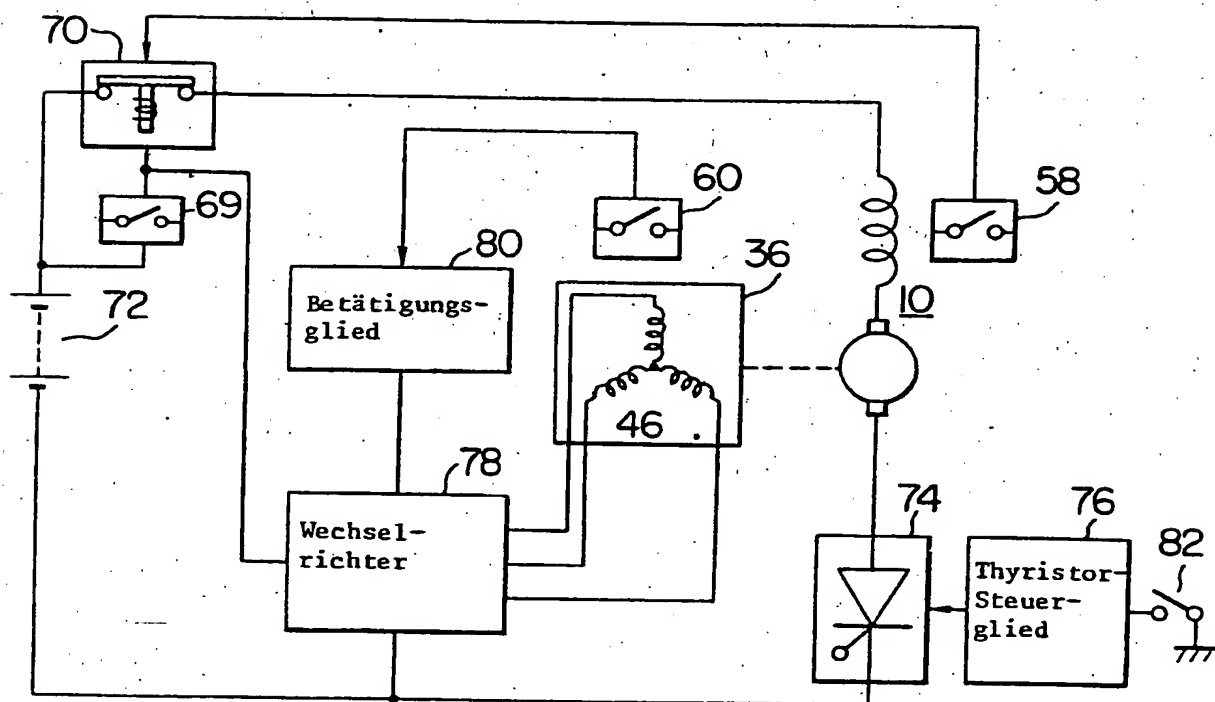 70
69
60
58
80
36
10
72
Betätigungs-
glied
46
78
Wechsel-
richter
74
76
82
Thyristor-
Steuer-
glied